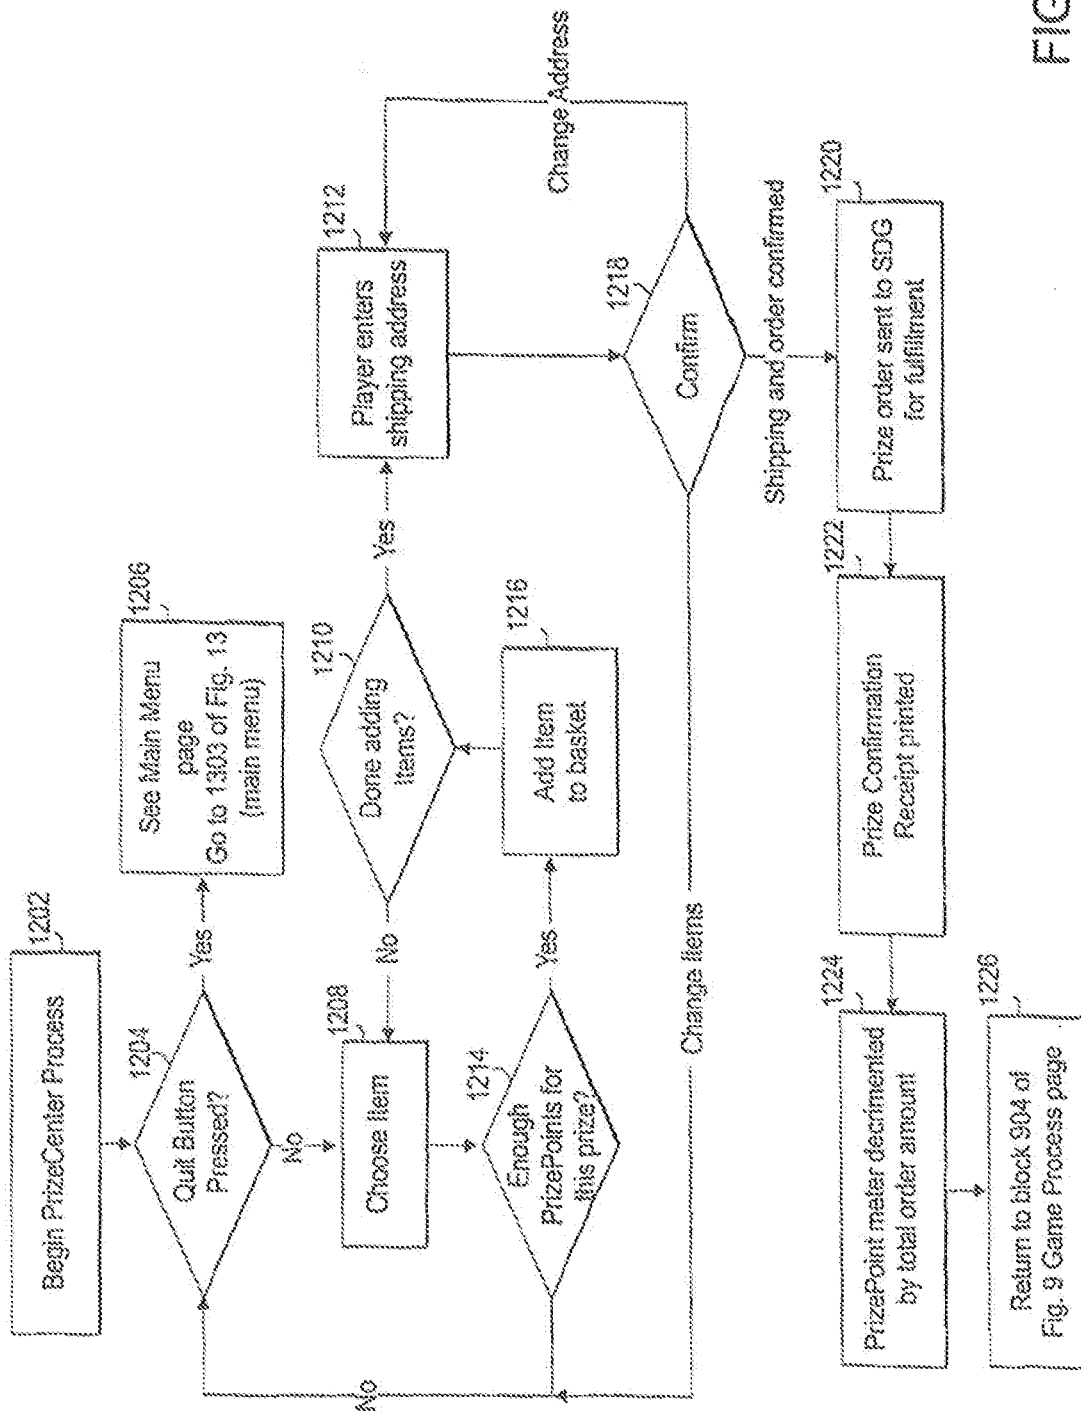 1202
Begin PrizeCenter Process
1204
Quit Button
Pressed?
Yes
1206
See Main Menu
page
Go to 1303 of Fig. 13
(main menu)
No
1208
Choose Item
No
1210
Done adding
Items?
Yes
1212
Player enters
shipping address
1214
Enough
PrizePoints for
this prize?
Yes
1216
Add Item
to basket
No
1218
Confirm
Change Address
Change Items
Shipping and order confirmed
1220
Prize order sent to SDG
for fulfillment
1222
Prize Confirmation
Receipt printed
1224
PrizePoint meter decrimented
by total order amount
1226
Return to block 904 of
Fig. 9 Game Process page
FIG